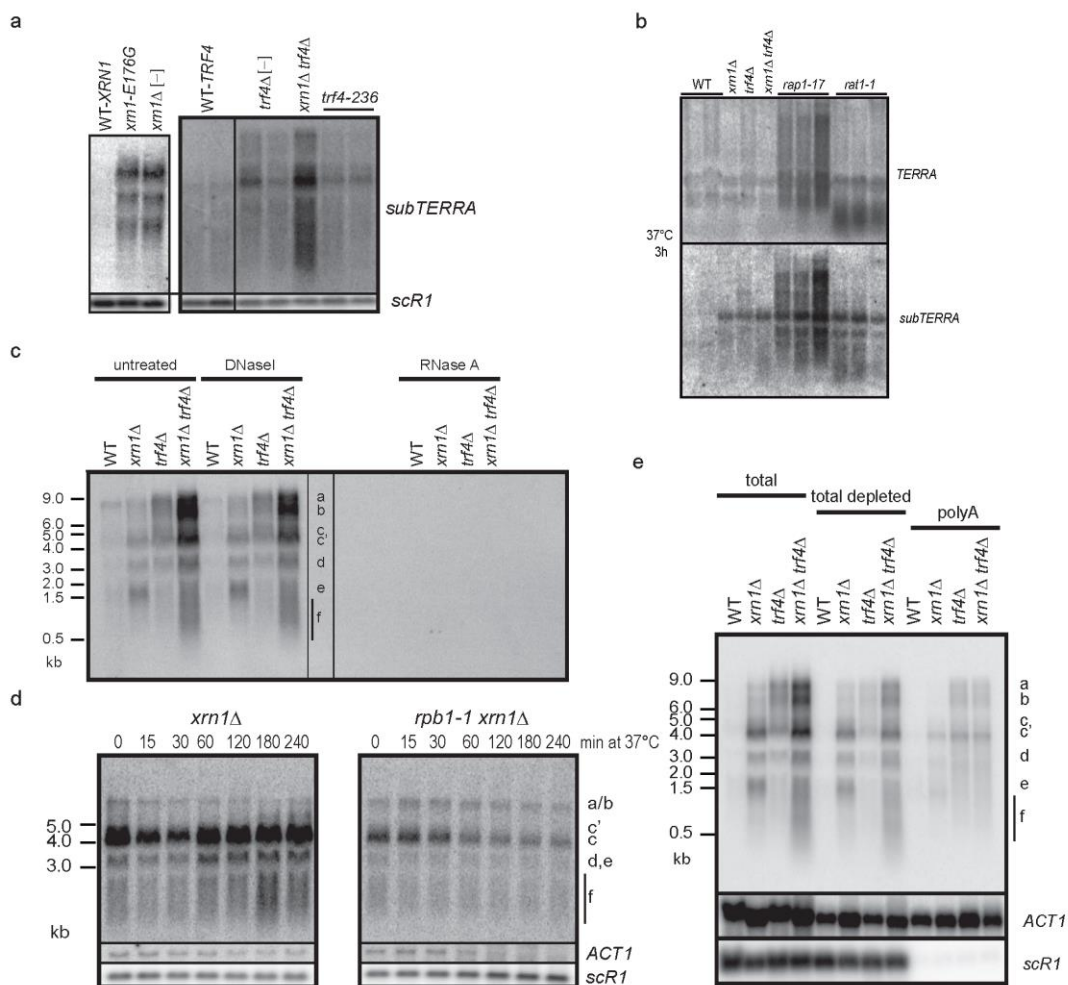 a
WT-XRN1
xrn1-E176G
xrn1Δ [–]
WT-TRF4
trf4Δ [–]
xrn1Δ trf4Δ
trf4-236
subTERRA
scR1
b
WT
xrn1Δ
trf4Δ
xrn1Δ trf4Δ
rap1-17
rat1-1
TERRA
37°C
3h
subTERRA
c
untreated
DNaseI
RNase A
WT
xrn1Δ
trf4Δ
xrn1Δ trf4Δ
WT
xrn1Δ
trf4Δ
xrn1Δ trf4Δ
WT
xrn1Δ
trf4Δ
xrn1Δ trf4Δ
9.0
6.0
5.0
4.0
3.0
2.0
1.5
0.5
kb
a
b
c'
c
d
e
f
d
xrn1Δ
rpb1-1 xrn1Δ
0 15 30 60 120 180 240
0 15 30 60 120 180 240 min at 37°C
5.0
4.0
3.0
kb
a/b
c'
c
d,e
f
ACT1
scR1
e
total
total depleted
polyA
WT
xrn1Δ
trf4Δ
xrn1Δ trf4Δ
WT
xrn1Δ
trf4Δ
xrn1Δ trf4Δ
WT
xrn1Δ
trf4Δ
xrn1Δ trf4Δ
9.0
6.0
5.0
4.0
3.0
2.0
1.5
0.5
kb
a
b
c'
c
d
e
f
ACT1
scR1